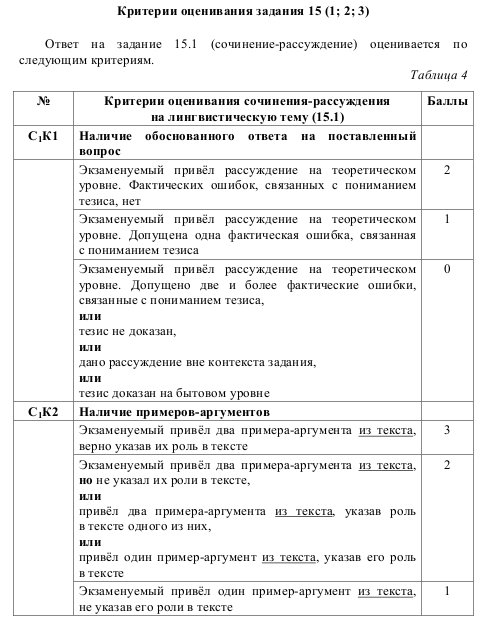 Критерии оценивания задания 15 (1; 2; 3)
Ответ на задание 15.1 (сочинение-рассуждение) оценивается по
следующим критериям.
Таблица 4
№ Критерии оценивания сочинения-рассуждения Баллы
на лингвистическую тему (15.1)
С1К1 Наличие обоснованного ответа на поставленный
вопрос
Экзаменуемый привёл рассуждение на теоретическом 2
уровне. Фактических ошибок, связанных с пониманием
тезиса, нет
Экзаменуемый привёл рассуждение на теоретическом 1
уровне. Допущена одна фактическая ошибка, связанная
с пониманием тезиса
Экзаменуемый привёл рассуждение на теоретическом 0
уровне. Допущено две и более фактические ошибки,
связанные с пониманием тезиса,
или
тезис не доказан,
или
дано рассуждение вне контекста задания,
или
тезис доказан на бытовом уровне
С1К2 Наличие примеров-аргументов
Экзаменуемый привёл два примера-аргумента из текста, 3
верно указав их роль в тексте
Экзаменуемый привёл два примера-аргумента из текста, 2
но не указал их роли в тексте,
или
привёл два примера-аргумента из текста, указав роль
в тексте одного из них,
или
привёл один пример-аргумент из текста, указав его роль
в тексте
Экзаменуемый привёл один пример-аргумент из текста, 1
не указав его роли в тексте